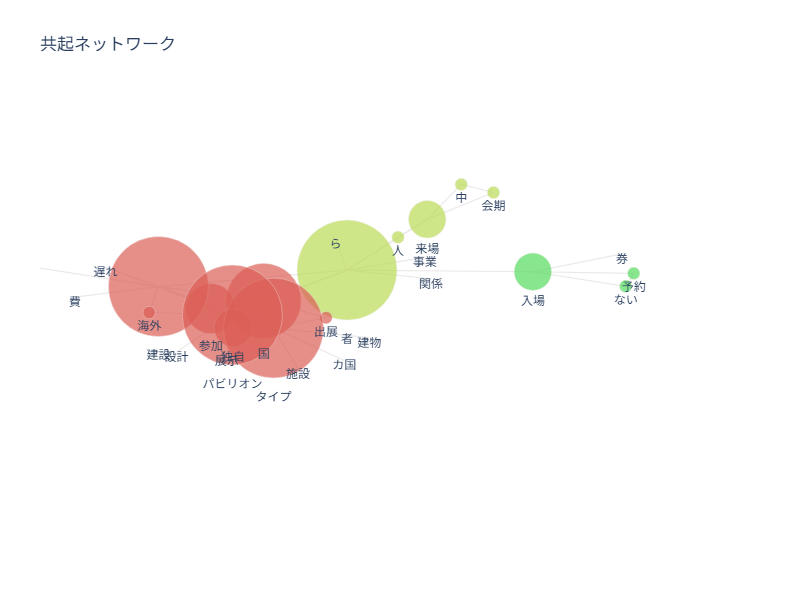 共起ネットワーク
中
会期
ら
人
来場
事業
券
遅れ
関係
予約
費
入場
ない
海外
出展
者
建物
参加
建設
設計
独自
国
展示
カ国
施設
パビリオン
タイプ